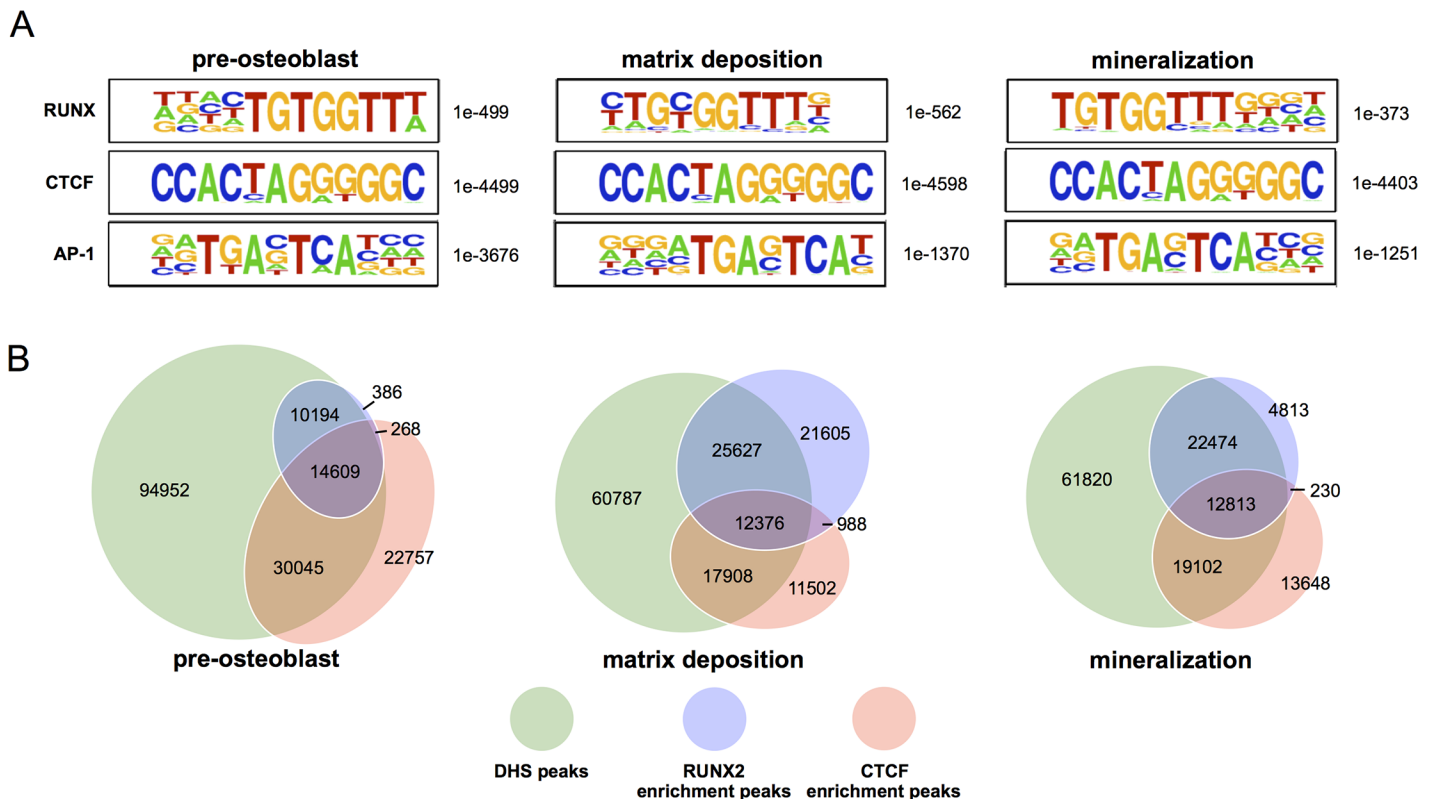 A
pre-osteoblast matrix deposition mineralization
RUNX 1e-499 1e-562 1e-373
CTCF 1e-4499 1e-4598 1e-4403
AP-1 1e-3676 1e-1370 1e-1251
B
94952 10194 386 268 14609 30045 22757
60787 25627 21605 12376 988 17908 11502
61820 22474 4813 230 12813 19102 13648
pre-osteoblast matrix deposition mineralization
DHS peaks
RUNX2
enrichment peaks
CTCF
enrichment peaks